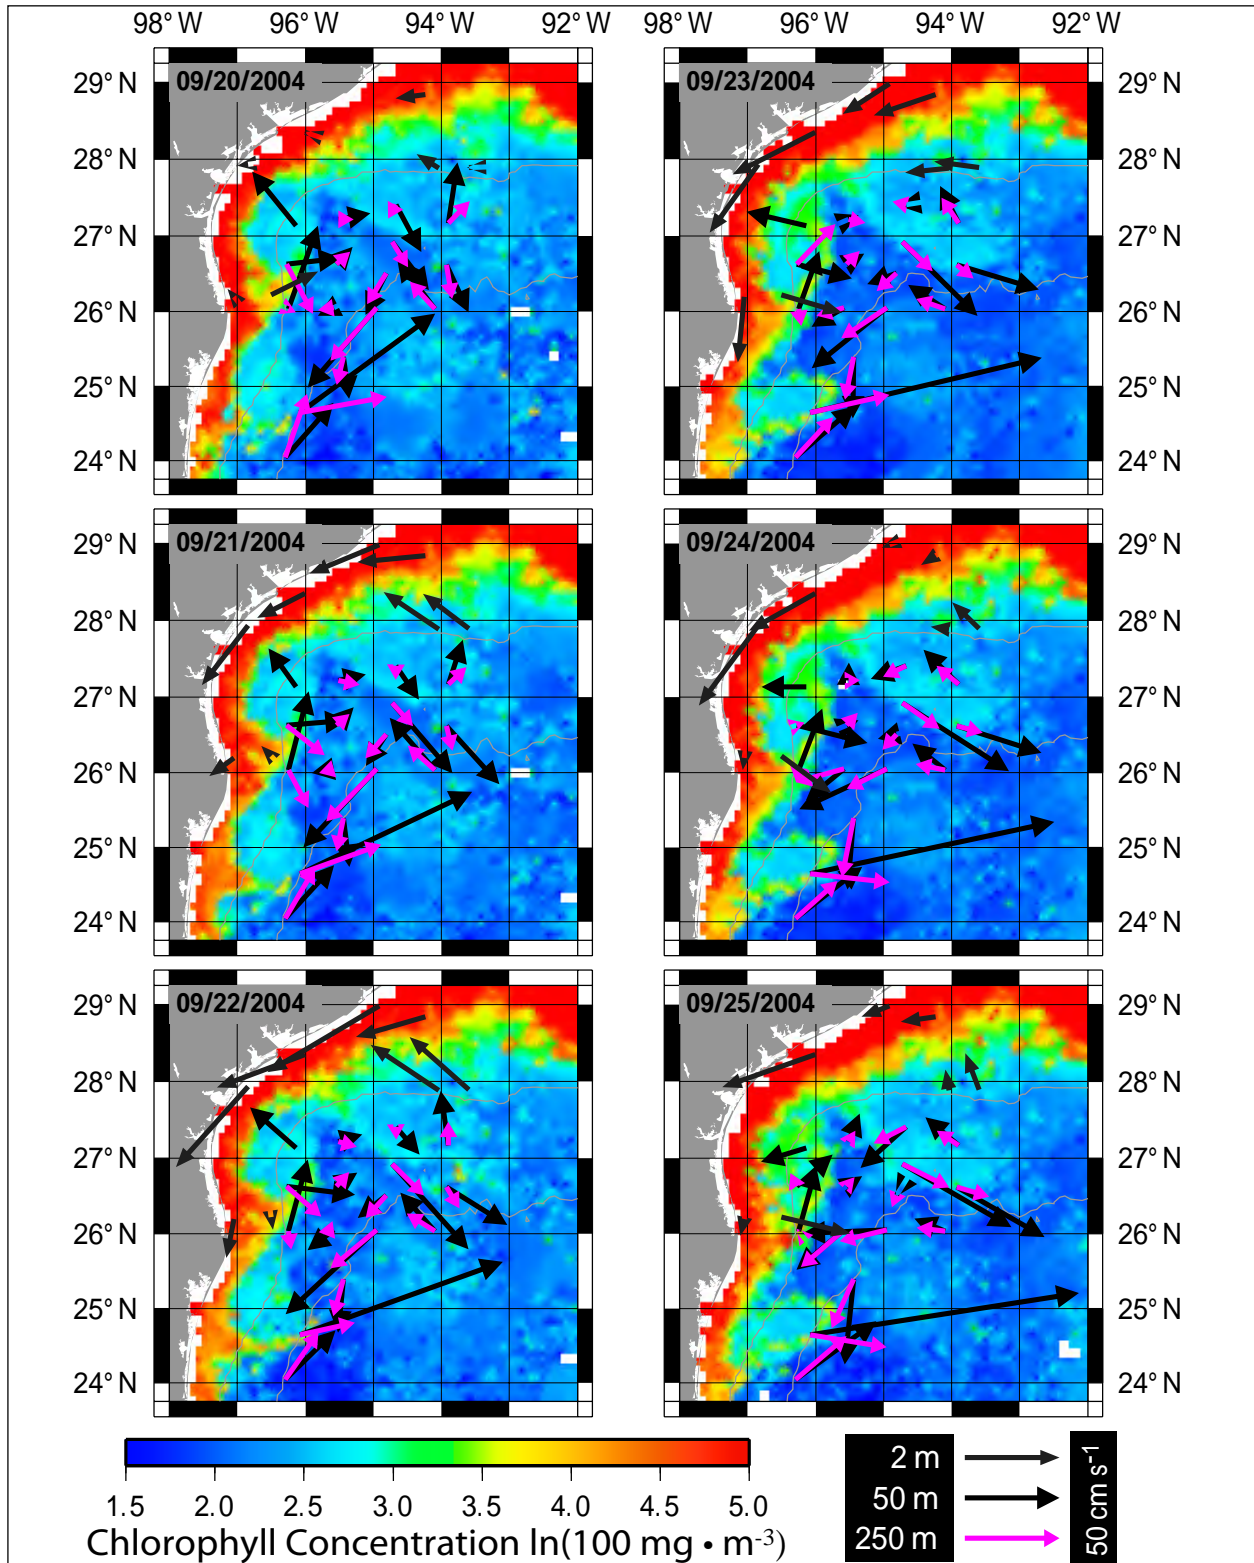 98° W 96° W 94° W 98° W 96° W 94° W 92° W
09/20/2004
29° N
28° N
27° N
26° N
25° N
24° N
09/23/2004
29° N
28° N
27° N
26° N
25° N
24° N
09/21/2004
29° N
28° N
27° N
26° N
25° N
24° N
09/24/2004
29° N
28° N
27° N
26° N
25° N
24° N
09/22/2004
29° N
28° N
27° N
26° N
25° N
24° N
09/25/2004
29° N
28° N
27° N
26° N
25° N
24° N
1.5 2.0 2.5 3.0 3.5 4.0 4.5 5.0
Chlorophyll Concentration ln(100 mg • m⁻³)
2 m
50 m
250 m
50 cm s⁻¹